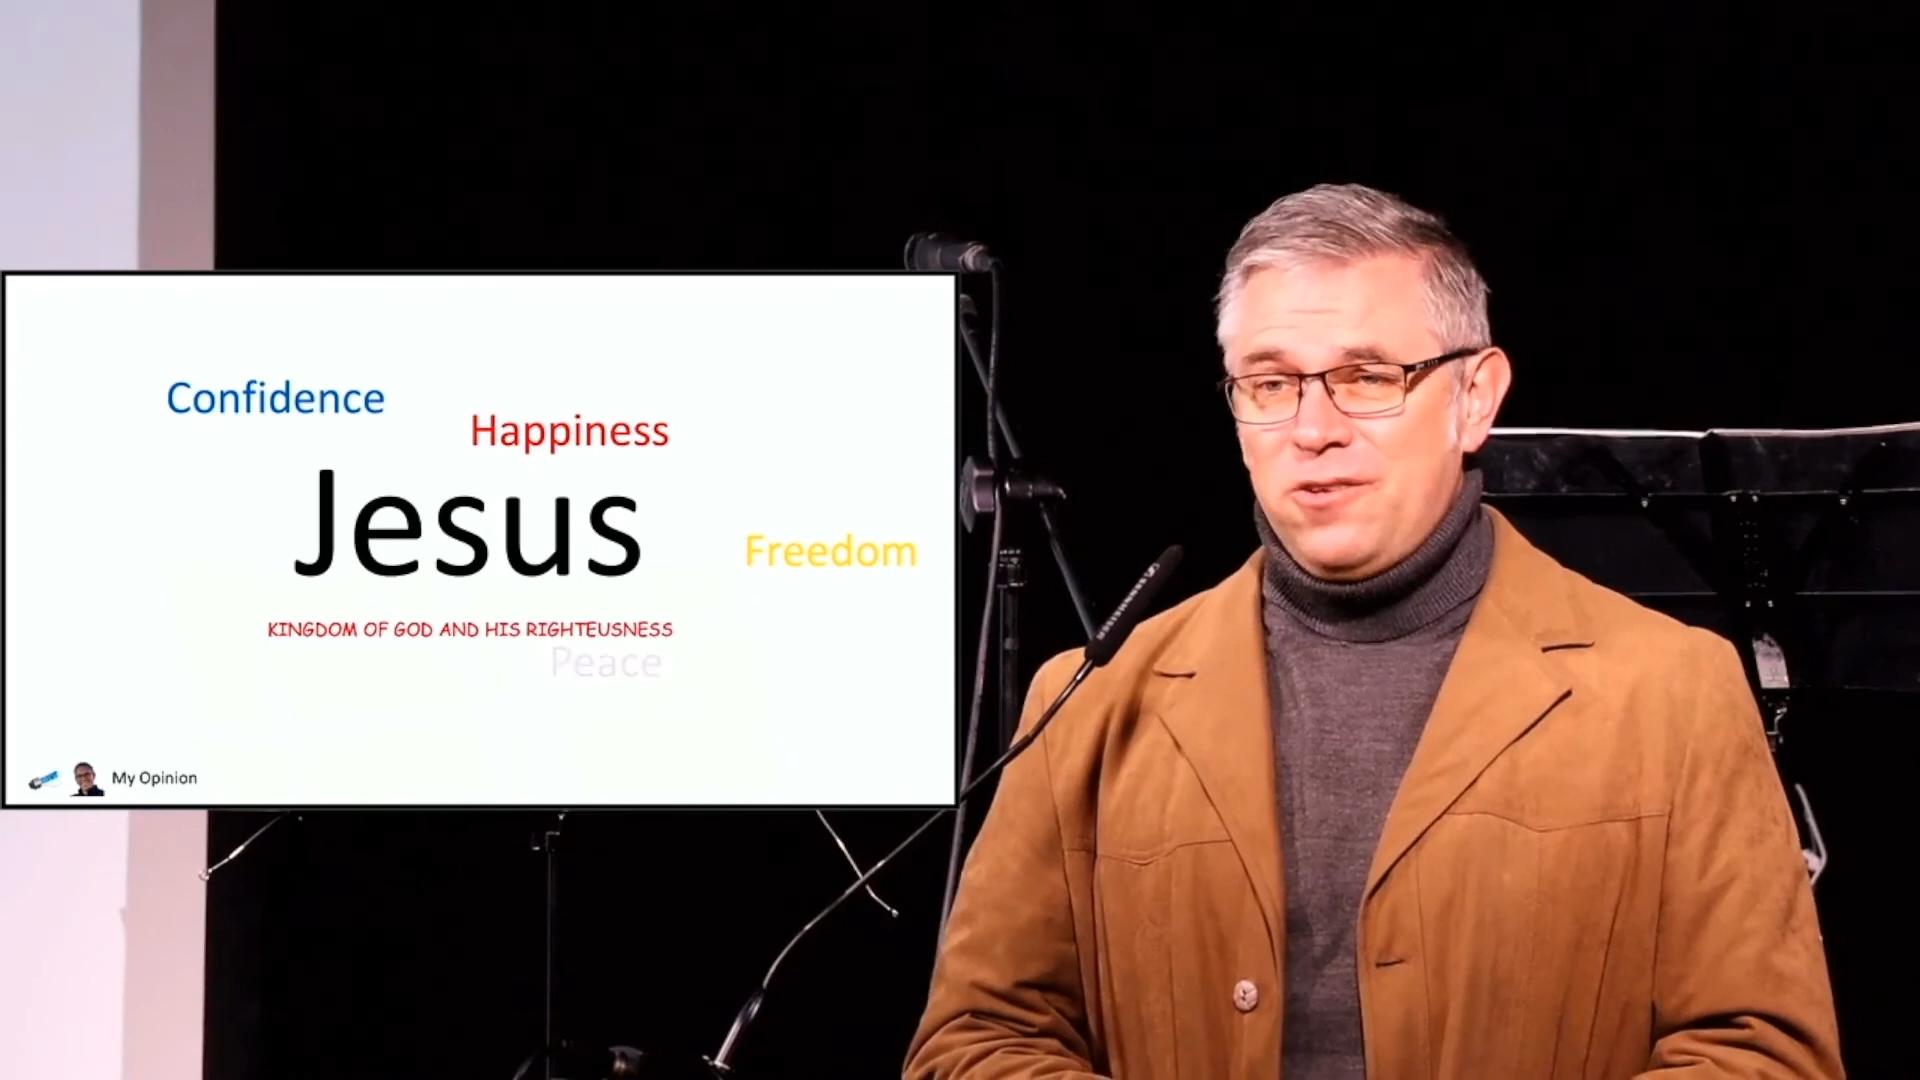 Confidence
Happiness
Jesus
Freedom
KINGDOM OF GOD AND HIS RIGHTEUSNESS
Peace
My Opinion